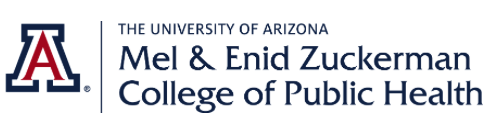 A®
THE UNIVERSITY OF ARIZONA
Mel & Enid Zuckerman
College of Public Health